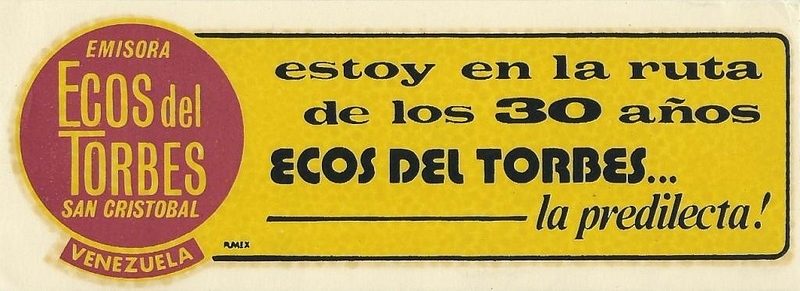 EMISORA
ECOS del
TORBES
SAN CRISTOBAL
VENEZUELA
estoy en la ruta
de los 30 años
ECOS DEL TORBES...
la predilecta!